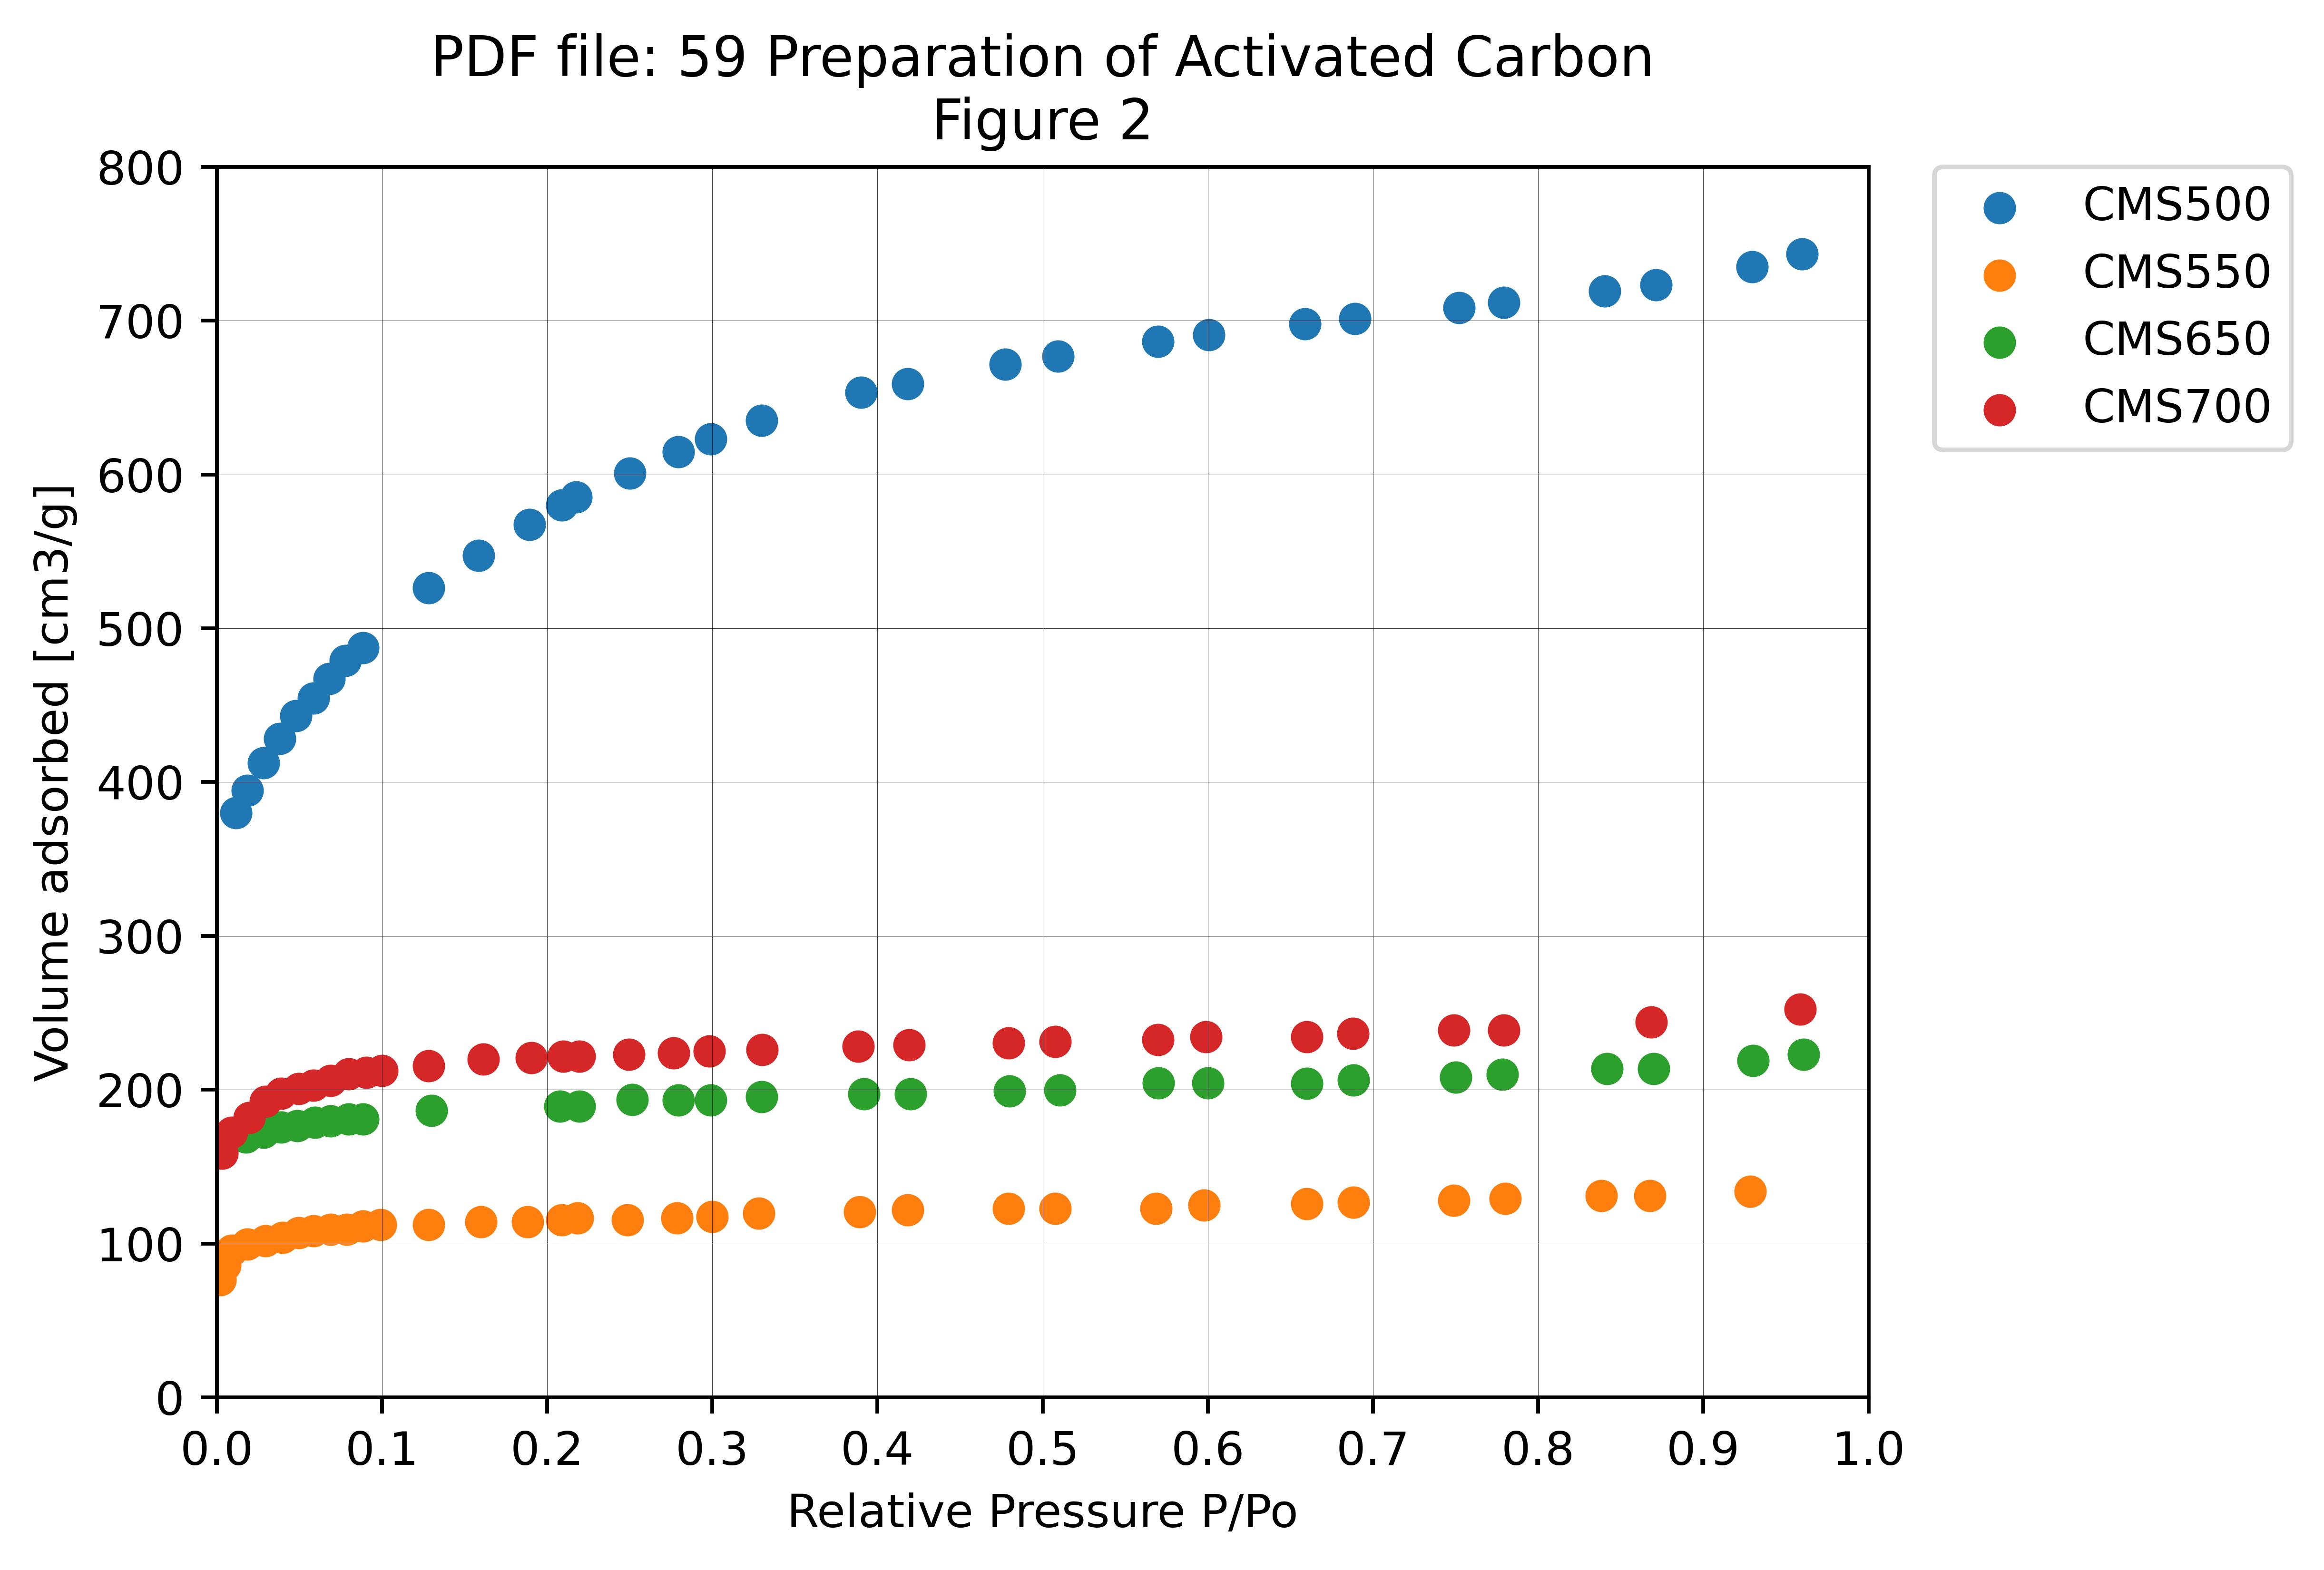 PDF file: 59 Preparation of Activated Carbon
Figure 2
800
700
600
500
400
300
200
100
0
Volume adsorbed [cm3/g]
0.0 0.1 0.2 0.3 0.4 0.5 0.6 0.7 0.8 0.9 1.0
Relative Pressure P/Po
CMS500
CMS550
CMS650
CMS700